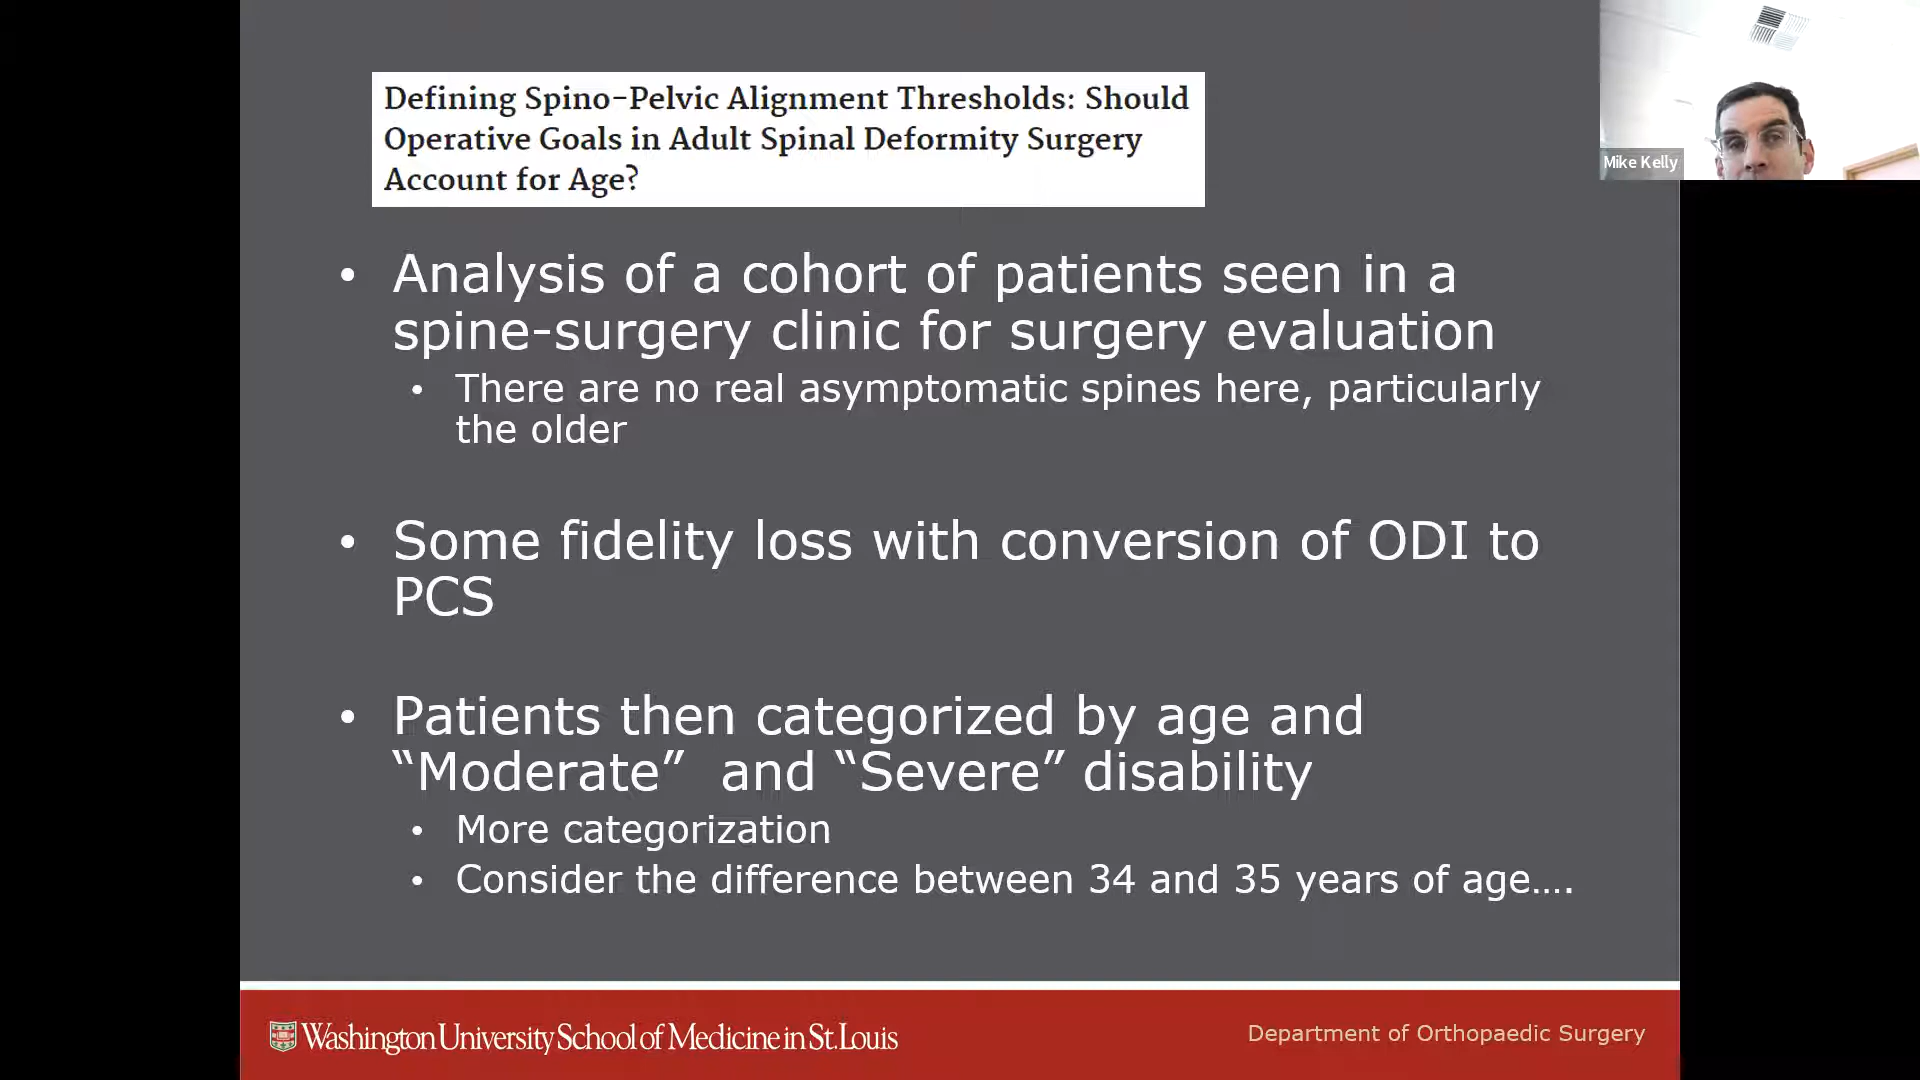 Defining Spino-Pelvic Alignment Thresholds: Should
Operative Goals in Adult Spinal Deformity Surgery
Account for Age?
Mike Kelly
• Analysis of a cohort of patients seen in a
spine-surgery clinic for surgery evaluation
• There are no real asymptomatic spines here, particularly
the older
• Some fidelity loss with conversion of ODI to
PCS
• Patients then categorized by age and
“Moderate”  and “Severe” disability
• More categorization
• Consider the difference between 34 and 35 years of age….
Washington University School of Medicine in St. Louis
Department of Orthopaedic Surgery